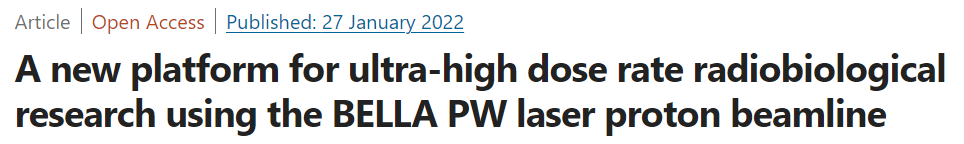 Article | Open Access | Published: 27 January 2022
A new platform for ultra-high dose rate radiobiological
research using the BELLA PW laser proton beamline